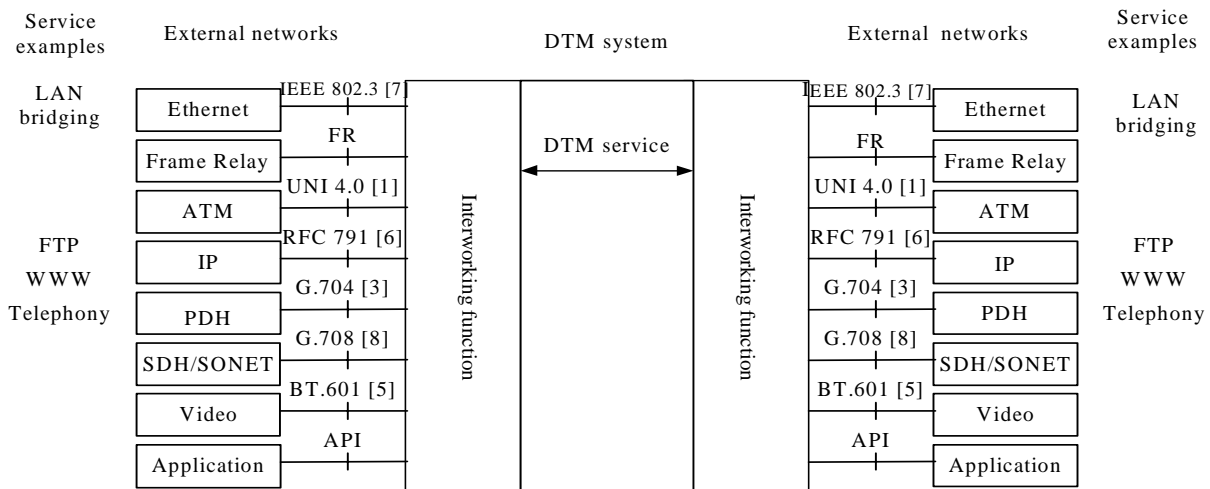 Service
examples
External networks
DTM system
External networks
Service
examples
LAN
bridging
Ethernet
IEEE 802.3 [7]
Frame Relay
FR
ATM
UNI 4.0 [1]
FTP
WWW
Telephony
IP
RFC 791 [6]
PDH
G.704 [3]
SDH/SONET
G.708 [8]
Video
BT.601 [5]
Application
API
Interworking function
DTM service
Interworking function
IEEE 802.3 [7]
Ethernet
FR
Frame Relay
UNI 4.0 [1]
ATM
RFC 791 [6]
IP
G.704 [3]
PDH
G.708 [8]
SDH/SONET
BT.601 [5]
Video
API
Application
LAN
bridging
FTP
WWW
Telephony